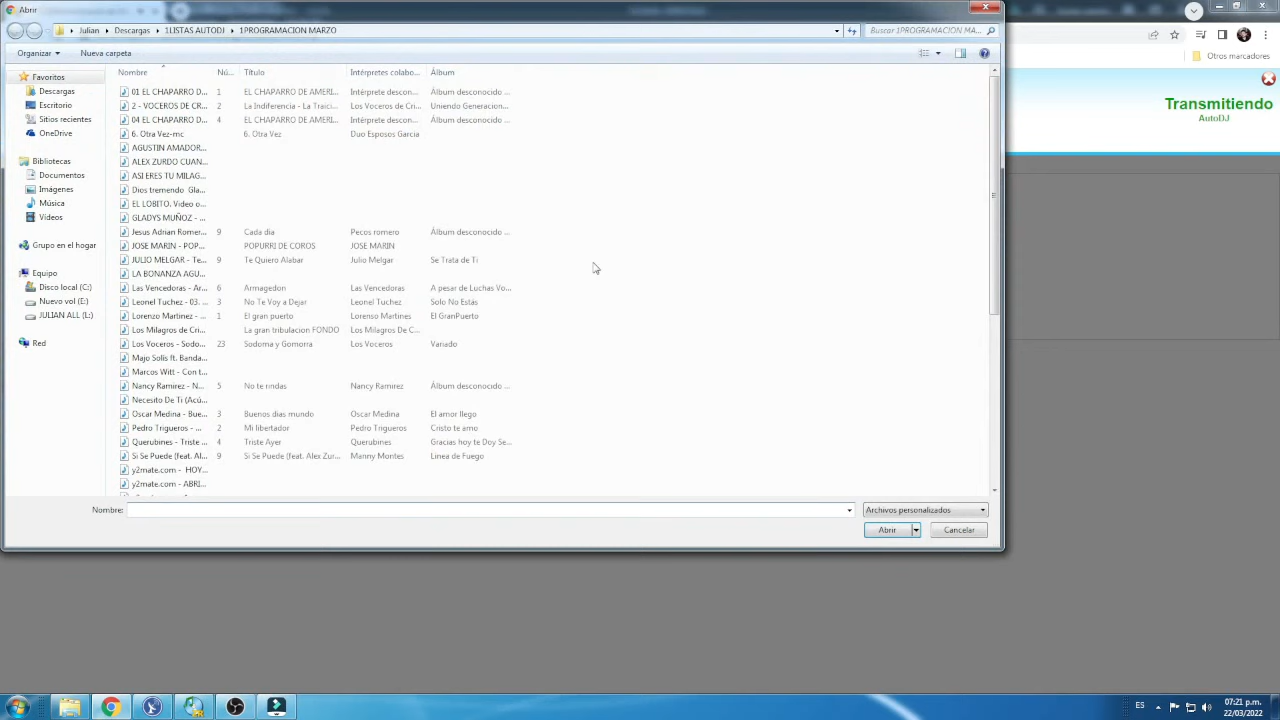 Abrir
Julian ▸ Descargas ▸ 1LISTAS AUTODJ ▸ 1PROGRAMACION MARZO
Buscar 1PROGRAMACION MA...
Otros marcadores
Organizar
Nueva carpeta
Transmitiendo
AutoDJ
Favoritos
Descargas
Escritorio
Sitios recientes
OneDrive
Bibliotecas
Documentos
Imágenes
Música
Vídeos
Grupo en el hogar
Equipo
Disco local (C:)
Nuevo vol (E:)
JULIAN ALL (L:)
Red
Nombre Nú... Título Intérpretes colabo... Álbum
01 EL CHAPARRO D... 1 EL CHAPARRO DE AMERI... Intérprete descon... Álbum desconocido ...
2 - VOCEROS DE CR... 2 La Indiferencia - La Traici... Los Voceros de Cri... Uniendo Generacion...
04 EL CHAPARRO D... 4 EL CHAPARRO DE AMERI... Intérprete descon... Álbum desconocido ...
6. Otra Vez-mc 6. Otra Vez Duo Esposos Garcia
AGUSTIN AMADOR...
ALEX ZURDO CUAN...
ASI ERES TU MILAG...
Dios tremendo Gla...
EL LOBITO. Video o...
GLADYS MUÑOZ - ...
Jesus Adrian Romer... 9 Cada dia Pecos romero Álbum desconocido ...
JOSE MARIN - POP... POPURRI DE COROS JOSE MARIN
JULIO MELGAR - Te... 9 Te Quiero Alabar Julio Melgar Se Trata de Ti
LA BONANZA AGU...
Las Vencedoras - Ar... 6 Armagedon Las Vencedoras A pesar de Luchas Vo...
Leonel Tuchez - 03. ... 3 No Te Voy a Dejar Leonel Tuchez Solo No Estás
Lorenzo Martinez - ... 1 El gran puerto Lorenso Martines El GranPuerto
Los Milagros de Cri... La gran tribulacion FONDO Los Milagros De C...
Los Voceros - Sodo... 23 Sodoma y Gomorra Los Voceros Variado
Majo Solis ft. Banda...
Marcos Witt - Con t...
Nancy Ramirez - N... 5 No te rindas Nancy Ramirez Álbum desconocido ...
Necesito De Ti (Acú...
Oscar Medina - Bue... 3 Buenos dias mundo Oscar Medina El amor llego
Pedro Trigueros - ... 2 Mi libertador Pedro Trigueros Cristo te amo
Querubines - Triste ... 4 Triste Ayer Querubines Gracias hoy te Doy Se...
Si Se Puede (feat. Al... 9 Si Se Puede (feat. Alex Zur... Manny Montes Linea de Fuego
y2mate.com - HOY...
y2mate.com - ABRI...
Nombre:
Archivos personalizados
Abrir
Cancelar
ES
07:21 p.m.
22/03/2022